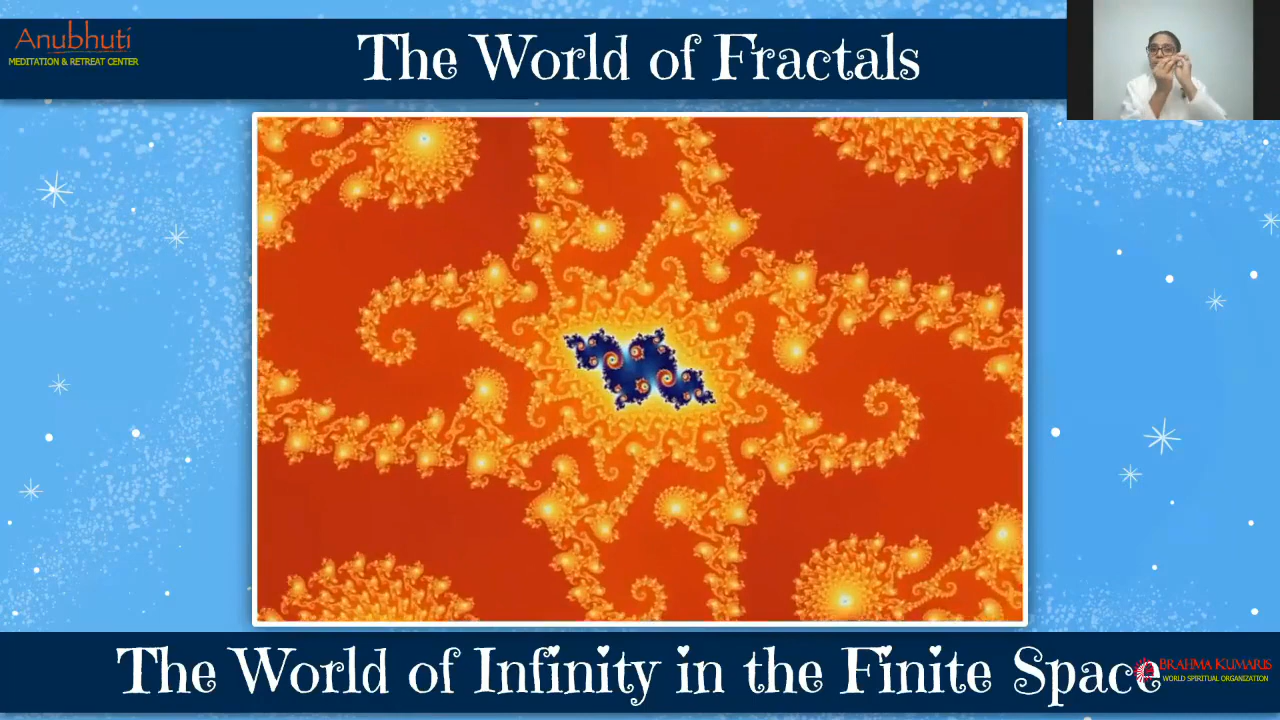 Anubhuti
MEDITATION & RETREAT CENTER
The World of Fractals
The World of Infinity in the Finite Space
BRAHMA KUMARIS
WORLD SPIRITUAL ORGANIZATION